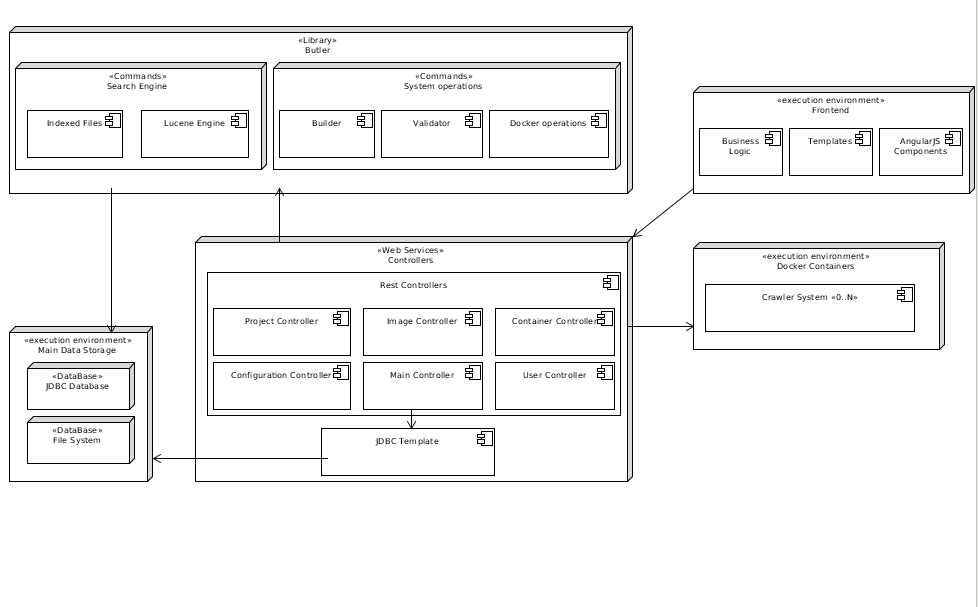 «Library»
Butler
«Commands»
Search Engine
Indexed Files
Lucene Engine
«Commands»
System operations
Builder
Validator
Docker operations
«execution environment»
Frontend
Business
Logic
Templates
AngularJS
Components
«Web Services»
Controllers
Rest Controllers
Project Controller
Image Controller
Container Controller
Configuration Controller
Main Controller
User Controller
JDBC Template
«execution environment»
Docker Containers
Crawler System «0..N»
«execution environment»
Main Data Storage
«DataBase»
JDBC Database
«DataBase»
File System